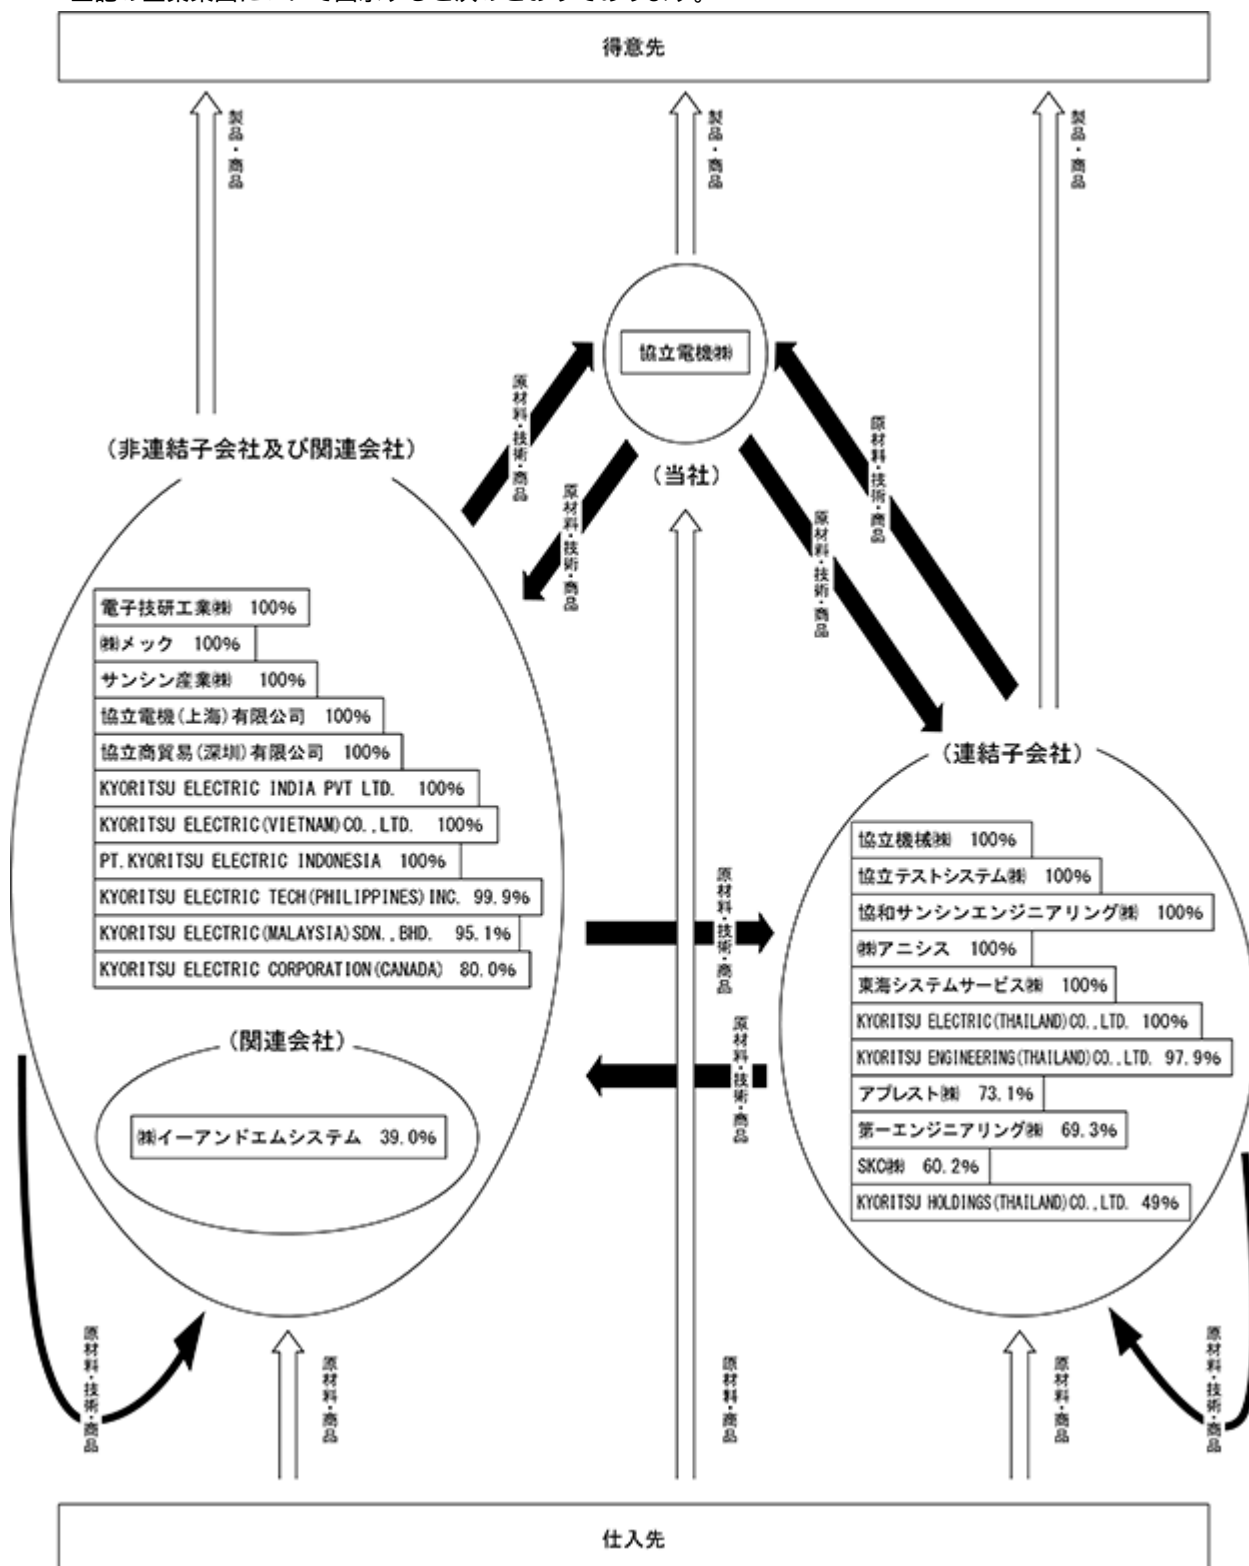 得意先
製品・商品
製品・商品
製品・商品
協立電機㈱
(当社)
原材料・技術・商品
原材料・技術・商品
原材料・技術・商品
原材料・技術・商品
(非連結子会社及び関連会社)
電子技研工業㈱ 100%
㈱メック 100%
サンシン産業㈱ 100%
協立電機(上海)有限公司 100%
協立商貿易(深圳)有限公司 100%
KYORITSU ELECTRIC INDIA PVT LTD. 100%
KYORITSU ELECTRIC(VIETNAM)CO.,LTD. 100%
PT.KYORITSU ELECTRIC INDONESIA 100%
KYORITSU ELECTRIC TECH(PHILIPPINES)INC. 99.9%
KYORITSU ELECTRIC(MALAYSIA)SDN.,BHD. 95.1%
KYORITSU ELECTRIC CORPORATION(CANADA) 80.0%
(関連会社)
㈱イーアンドエムシステム 39.0%
原材料・技術・商品
原材料・技術・商品
(連結子会社)
協立機械㈱ 100%
協立テストシステム㈱ 100%
協和サンシンエンジニアリング㈱ 100%
㈱アニシス 100%
東海システムサービス㈱ 100%
KYORITSU ELECTRIC(THAILAND)CO.,LTD. 100%
KYORITSU ENGINEERING(THAILAND)CO.,LTD. 97.9%
アプレスト㈱ 73.1%
第一エンジニアリング㈱ 69.3%
SKC㈱ 60.2%
KYORITSU HOLDINGS(THAILAND)CO.,LTD. 49%
原材料・技術・商品
原材料・商品
原材料・商品
原材料・商品
原材料・技術・商品
仕入先